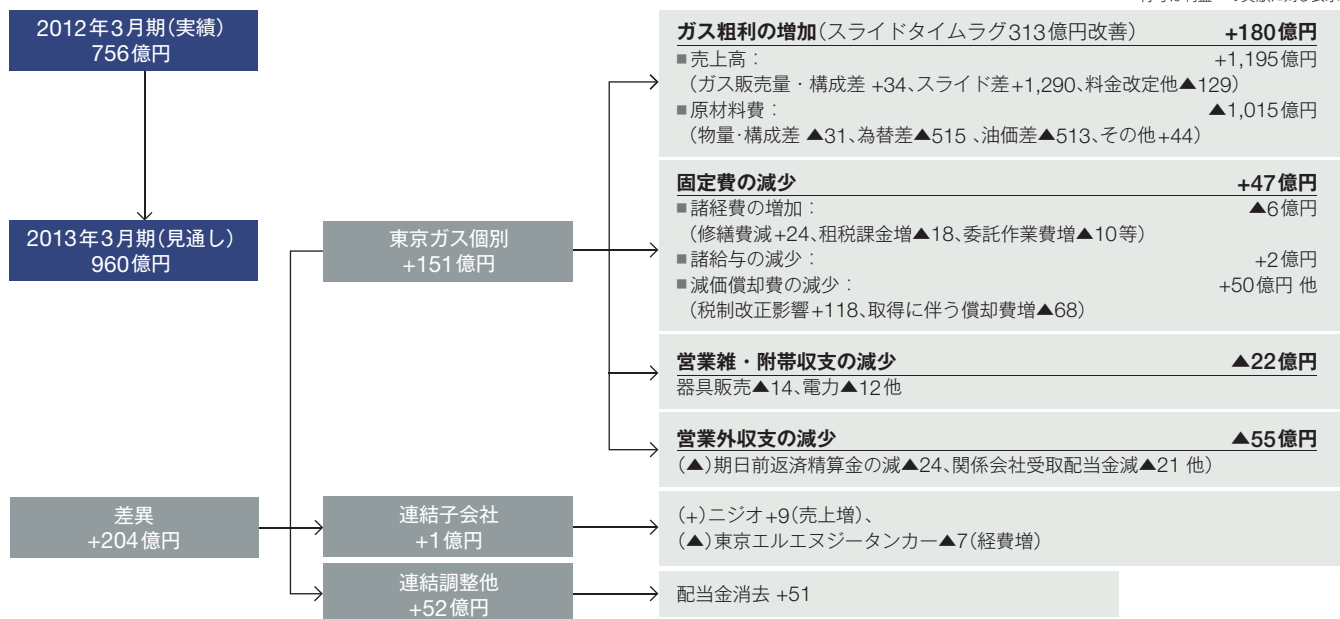 2012年3月期(実績)
756億円
2013年3月期(見通し)
960億円
差異
+204億円
東京ガス個別
+151億円
連結子会社
+1億円
連結調整他
+52億円
ガス粗利の増加(スライドタイムラグ313億円改善) +180億円
■売上高： +1,195億円
(ガス販売量・構成差 +34、スライド差+1,290、料金改定他▲129)
■原材料費： ▲1,015億円
(物量・構成差 ▲31、為替差▲515 、油価差▲513、その他+44)
固定費の減少 +47億円
■諸経費の増加： ▲6億円
(修繕費減+24、租税課金増▲18、委託作業費増▲10等)
■諸給与の減少： +2億円
■減価償却費の減少： +50億円 他
(税制改正影響+118、取得に伴う償却費増▲68)
営業雑・附帯収支の減少 ▲22億円
器具販売▲14、電力▲12他
営業外収支の減少 ▲55億円
(▲)期日前返済精算金の減▲24、関係会社受取配当金減▲21 他)
(+)ニジオ+9(売上増)、
(▲)東京エルエヌジータンカー▲7(経費増)
配当金消去 +51